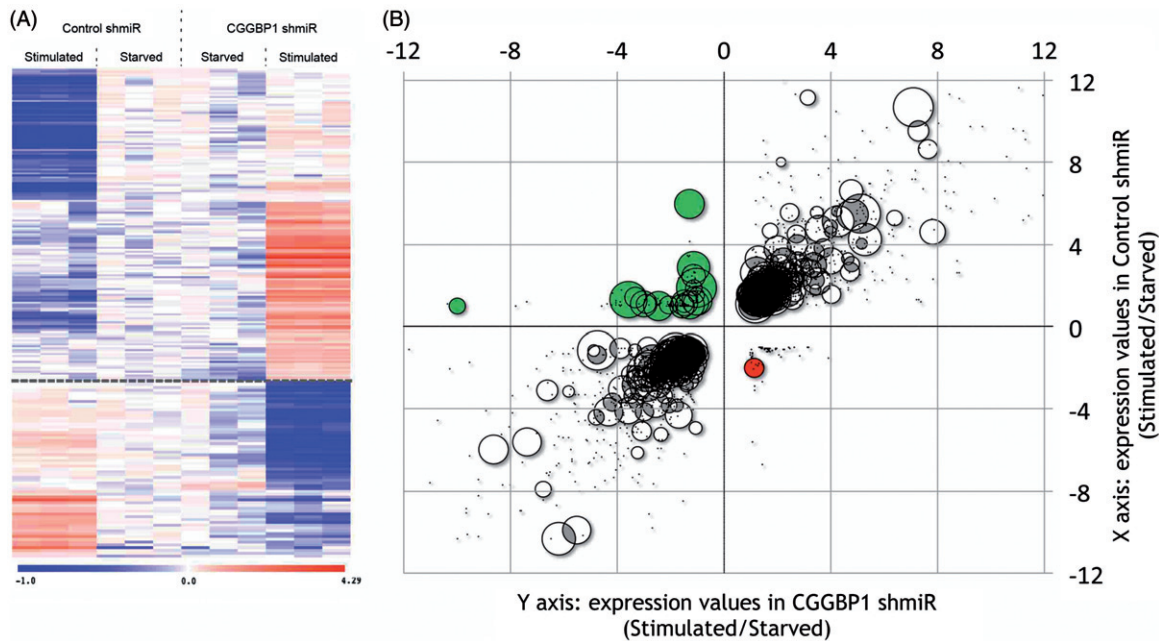 (A)
Control shmiR CGGBP1 shmiR
Stimulated Starved Starved Stimulated
-1.0 0.0 4.29
(B)
-12 -8 -4 0 4 8 12
12
8
4
0
-4
-8
-12
X axis: expression values in Control shmiR
(Stimulated/Starved)
Y axis: expression values in CGGBP1 shmiR
(Stimulated/Starved)